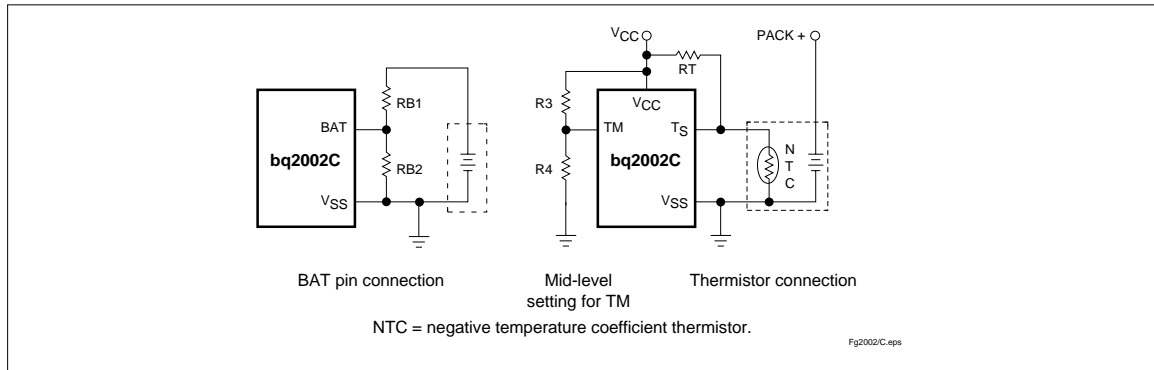 RB1
BAT
bq2002C
RB2
VSS
BAT pin connection
VCC
RT
R3
VCC
TM
TS
bq2002C
R4
VSS
Mid-level
setting for TM
PACK +
N
T
C
Thermistor connection
NTC = negative temperature coefficient thermistor.
Fg2002/C.eps